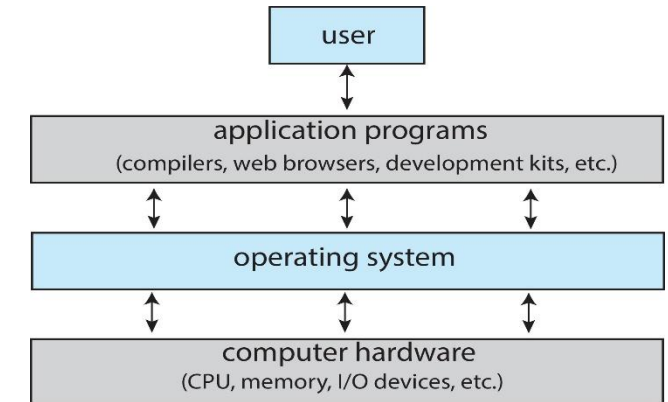 user
application programs
(compilers, web browsers, development kits, etc.)
operating system
computer hardware
(CPU, memory, I/O devices, etc.)